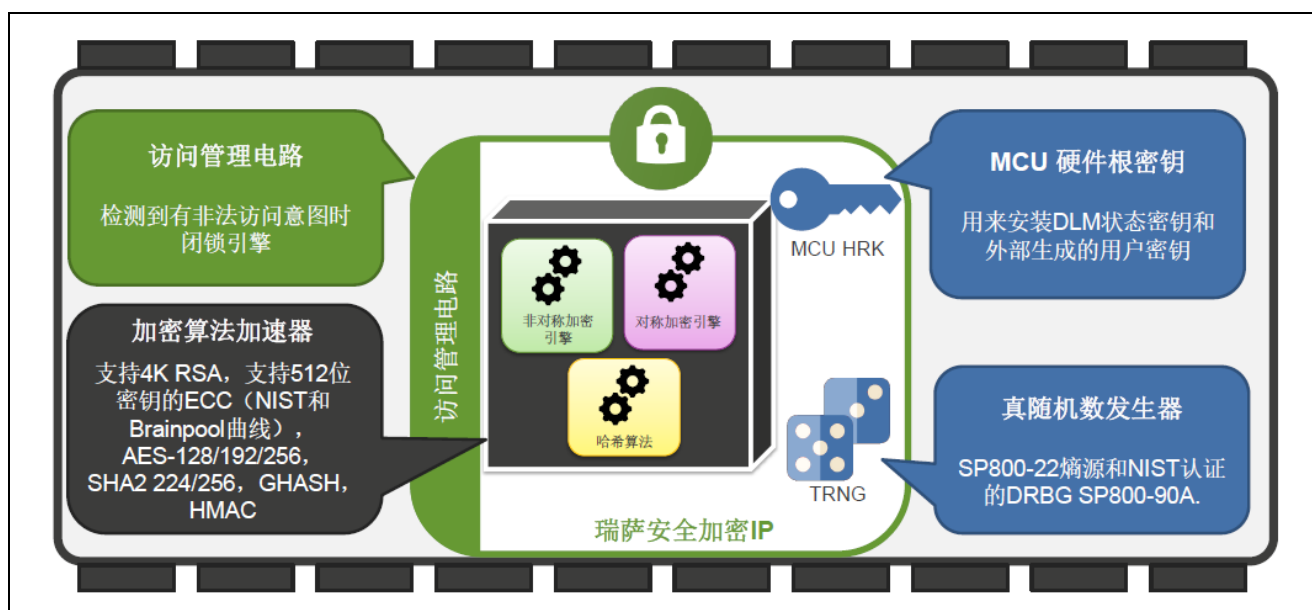 访问管理电路
检测到有非法访问意图时
闭锁引擎
加密算法加速器
支持4K RSA，支持512位
密钥的ECC（NIST和
Brainpool曲线），
AES-128/192/256，
SHA2 224/256，GHASH，
HMAC
访问管理电路
非对称加密
引擎
对称加密引擎
哈希算法
MCU HRK
TRNG
瑞萨安全加密IP
MCU 硬件根密钥
用来安装DLM状态密钥和
外部生成的用户密钥
真随机数发生器
SP800-22熵源和NIST认证
的DRBG SP800-90A.